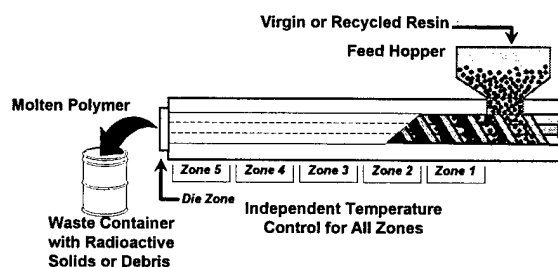 Virgin or Recycled Resin
Feed Hopper
Molten Polymer
Zone 5
Zone 4
Zone 3
Zone 2
Zone 1
Die Zone
Waste Container
with Radioactive
Solids or Debris
Independent Temperature
Control for All Zones